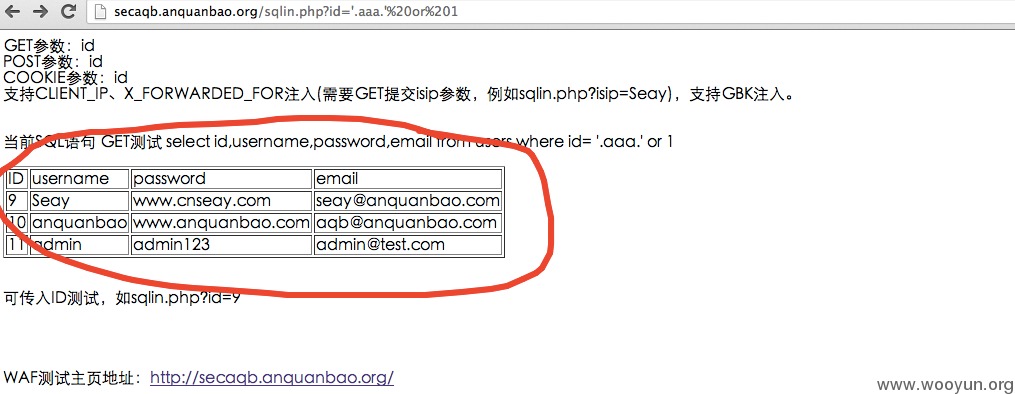 secaqb.anquanbao.org/sqlin.php?id='.aaa.'%20or%201
GET参数：id
POST参数：id
COOKIE参数：id
支持CLIENT_IP、X_FORWARDED_FOR注入(需要GET提交isip参数，例如sqlin.php?isip=Seay)，支持GBK注入。
当前SQL语句 GET测试 select id,username,password,email from users where id= '.aaa.' or 1
ID username password email
9 Seay www.cnseay.com seay@anquanbao.com
10 anquanbao www.anquanbao.com aqb@anquanbao.com
11 admin admin123 admin@test.com
可传入ID测试，如sqlin.php?id=9
WAF测试主页地址：http://secaqb.anquanbao.org/
www.wooyun.org